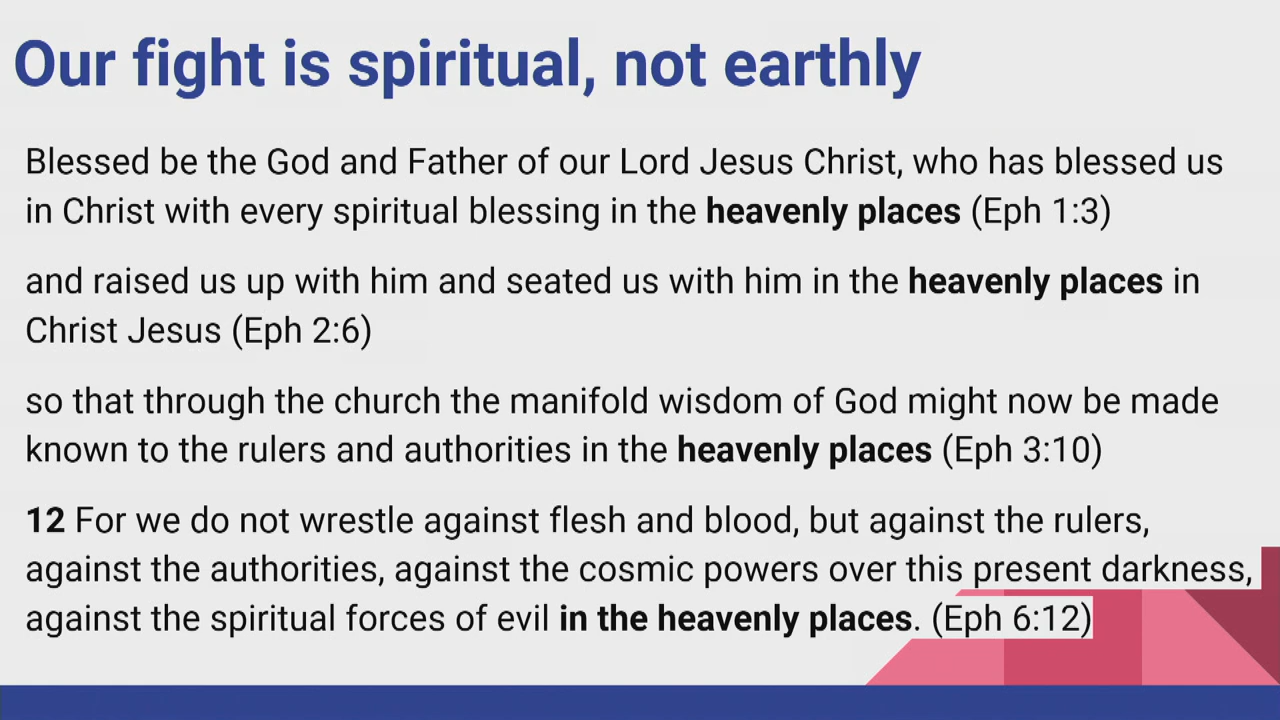 Our fight is spiritual, not earthly
Blessed be the God and Father of our Lord Jesus Christ, who has blessed us
in Christ with every spiritual blessing in the heavenly places (Eph 1:3)
and raised us up with him and seated us with him in the heavenly places in
Christ Jesus (Eph 2:6)
so that through the church the manifold wisdom of God might now be made
known to the rulers and authorities in the heavenly places (Eph 3:10)
12 For we do not wrestle against flesh and blood, but against the rulers,
against the authorities, against the cosmic powers over this present darkness,
against the spiritual forces of evil in the heavenly places. (Eph 6:12)